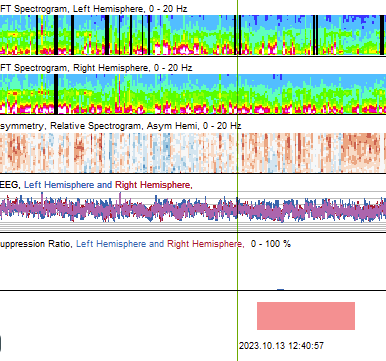 FT Spectrogram, Left Hemisphere, 0 - 20 Hz
FT Spectrogram, Right Hemisphere, 0 - 20 Hz
symmetry, Relative Spectrogram, Asym Hemi, 0 - 20 Hz
EEG, Left Hemisphere and Right Hemisphere,
uppression Ratio, Left Hemisphere and Right Hemisphere, 0 - 100 %
2023.10.13 12:40:57